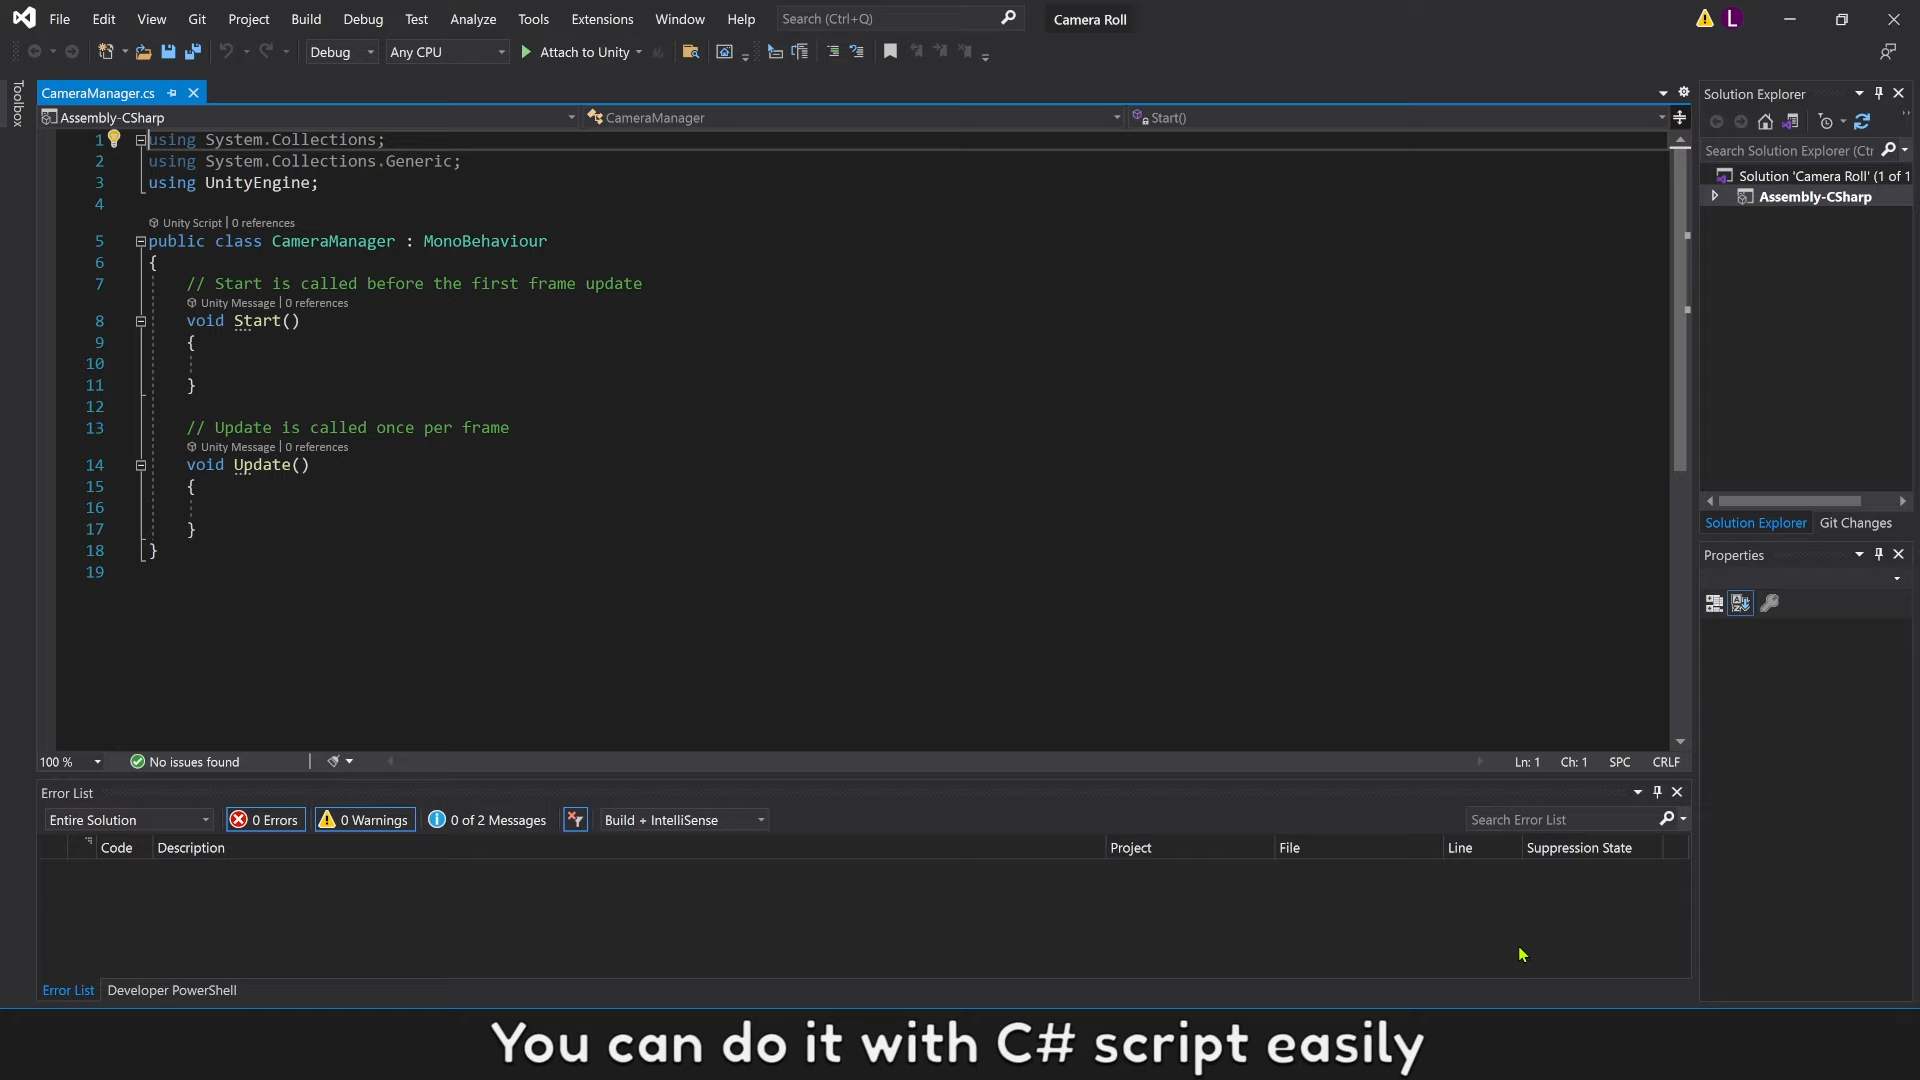 File Edit View Git Project Build Debug Test Analyze Tools Extensions Window Help Search (Ctrl+Q) Camera Roll L
Debug Any CPU Attach to Unity
Toolbox
CameraManager.cs
Assembly-CSharp CameraManager Start()
1 using System.Collections;
2 using System.Collections.Generic;
3 using UnityEngine;
4
Unity Script | 0 references
5 public class CameraManager : MonoBehaviour
6 {
7 // Start is called before the first frame update
Unity Message | 0 references
8 void Start()
9 {
10
11 }
12
13 // Update is called once per frame
Unity Message | 0 references
14 void Update()
15 {
16
17 }
18 }
19
100 % No issues found Ln: 1 Ch: 1 SPC CRLF
Error List
Entire Solution 0 Errors 0 Warnings 0 of 2 Messages Build + IntelliSense Search Error List
Code Description Project File Line Suppression State
Error List Developer PowerShell
Solution Explorer
Search Solution Explorer (Ctr
Solution 'Camera Roll' (1 of 1
Assembly-CSharp
Solution Explorer Git Changes
Properties
You can do it with C# script easily